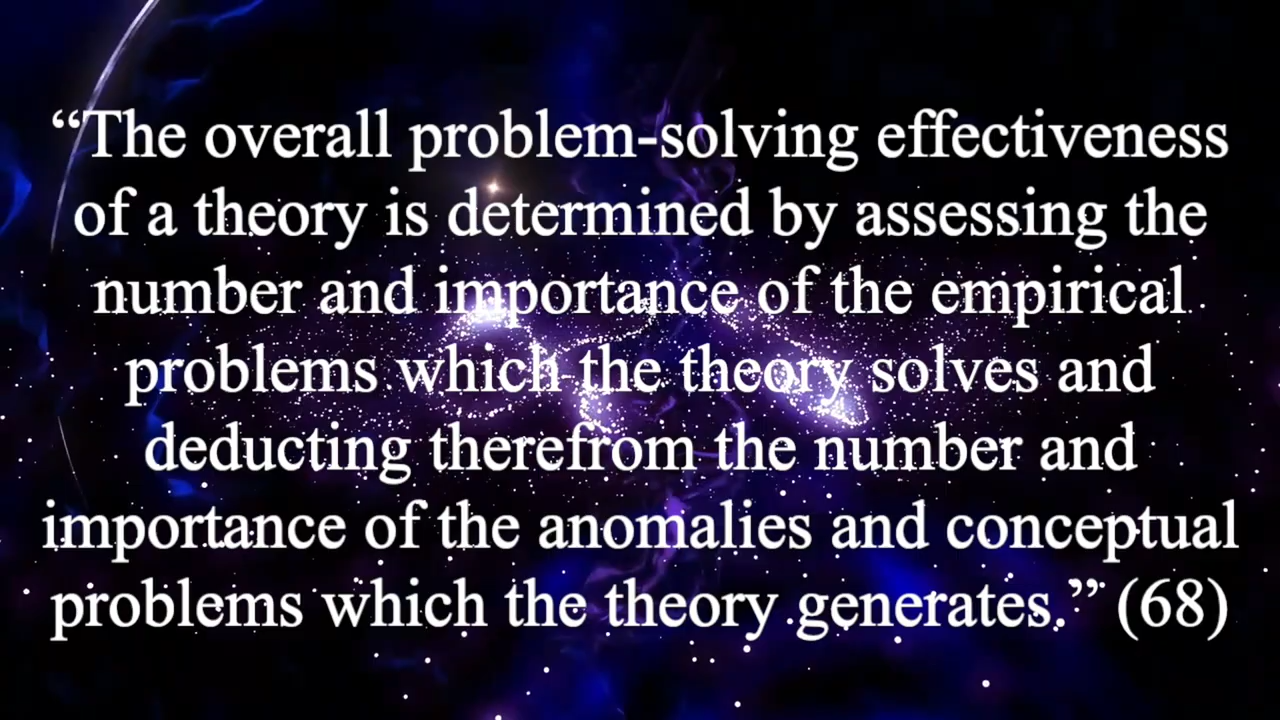 “The overall problem-solving effectiveness
of a theory is determined by assessing the
number and importance of the empirical
problems which the theory solves and
deducting therefrom the number and
importance of the anomalies and conceptual
problems which the theory generates.” (68)